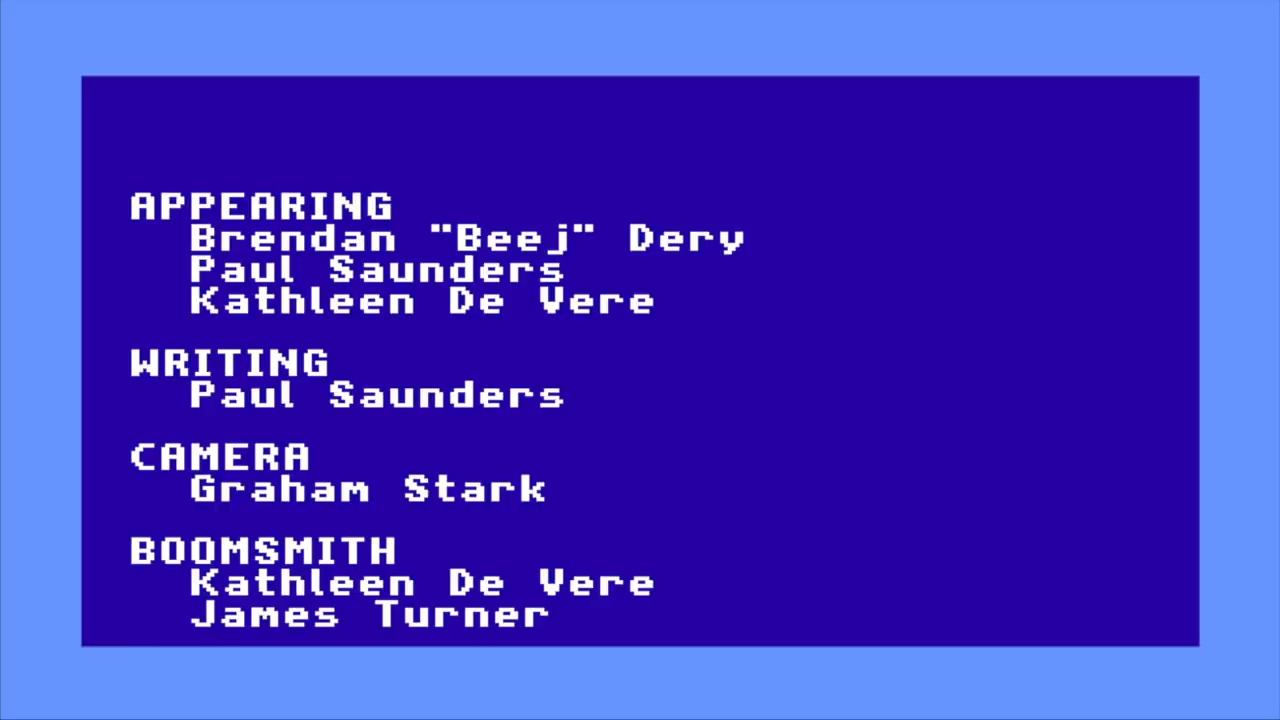 APPEARING
Brendan "Beej" Dery
Paul Saunders
Kathleen De Vere
WRITING
Paul Saunders
CAMERA
Graham Stark
BOOMSMITH
Kathleen De Vere
James Turner